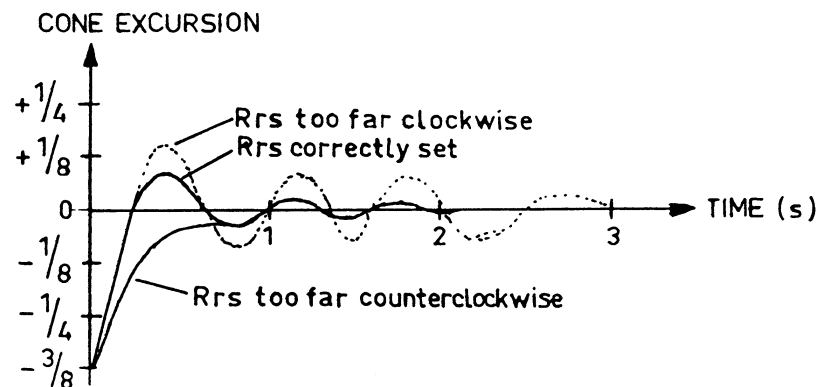 CONE EXCURSION
+1/4
Rrs too far clockwise
+1/8
Rrs correctly set
0
TIME (s)
1
2
3
-1/8
Rrs too far counterclockwise
-1/4
-3/8